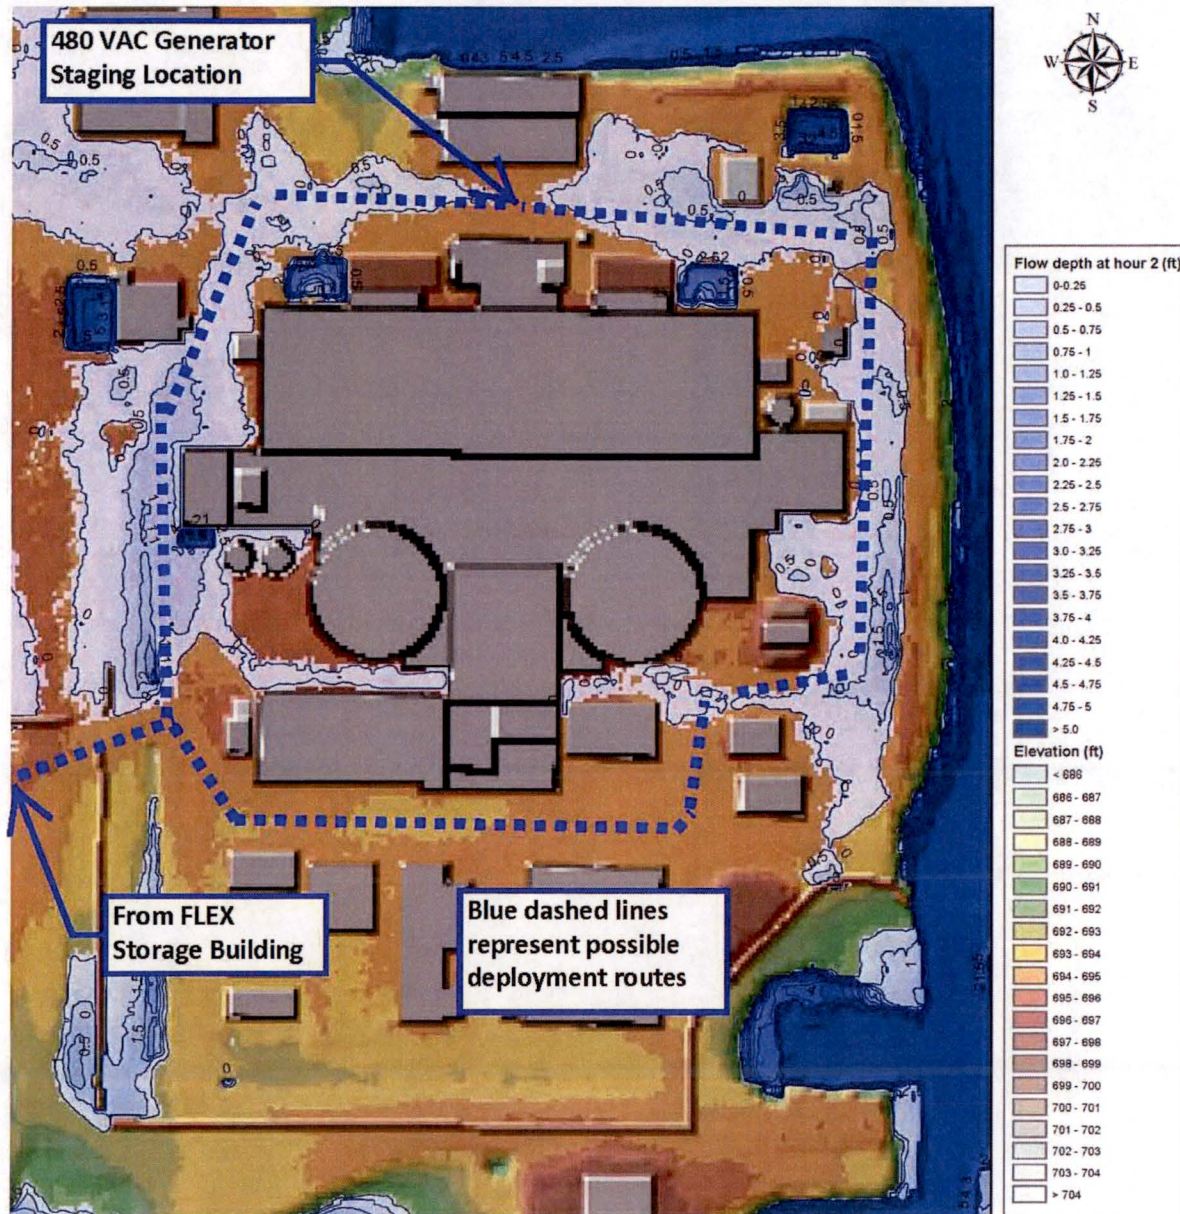 480 VAC Generator
Staging Location
N
W E
S
Flow depth at hour 2 (ft)
0-0.25
0.25 - 0.5
0.5 - 0.75
0.75 - 1
1.0 - 1.25
1.25 - 1.5
1.5 - 1.75
1.75 - 2
2.0 - 2.25
2.25 - 2.5
2.5 - 2.75
2.75 - 3
3.0 - 3.25
3.25 - 3.5
3.5 - 3.75
3.75 - 4
4.0 - 4.25
4.25 - 4.5
4.5 - 4.75
4.75 - 5
> 5.0
Elevation (ft)
< 686
686 - 687
687 - 688
688 - 689
689 - 690
690 - 691
691 - 692
692 - 693
693 - 694
694 - 695
695 - 696
696 - 697
697 - 698
698 - 699
699 - 700
700 - 701
701 - 702
702 - 703
703 - 704
> 704
From FLEX
Storage Building
Blue dashed lines
represent possible
deployment routes